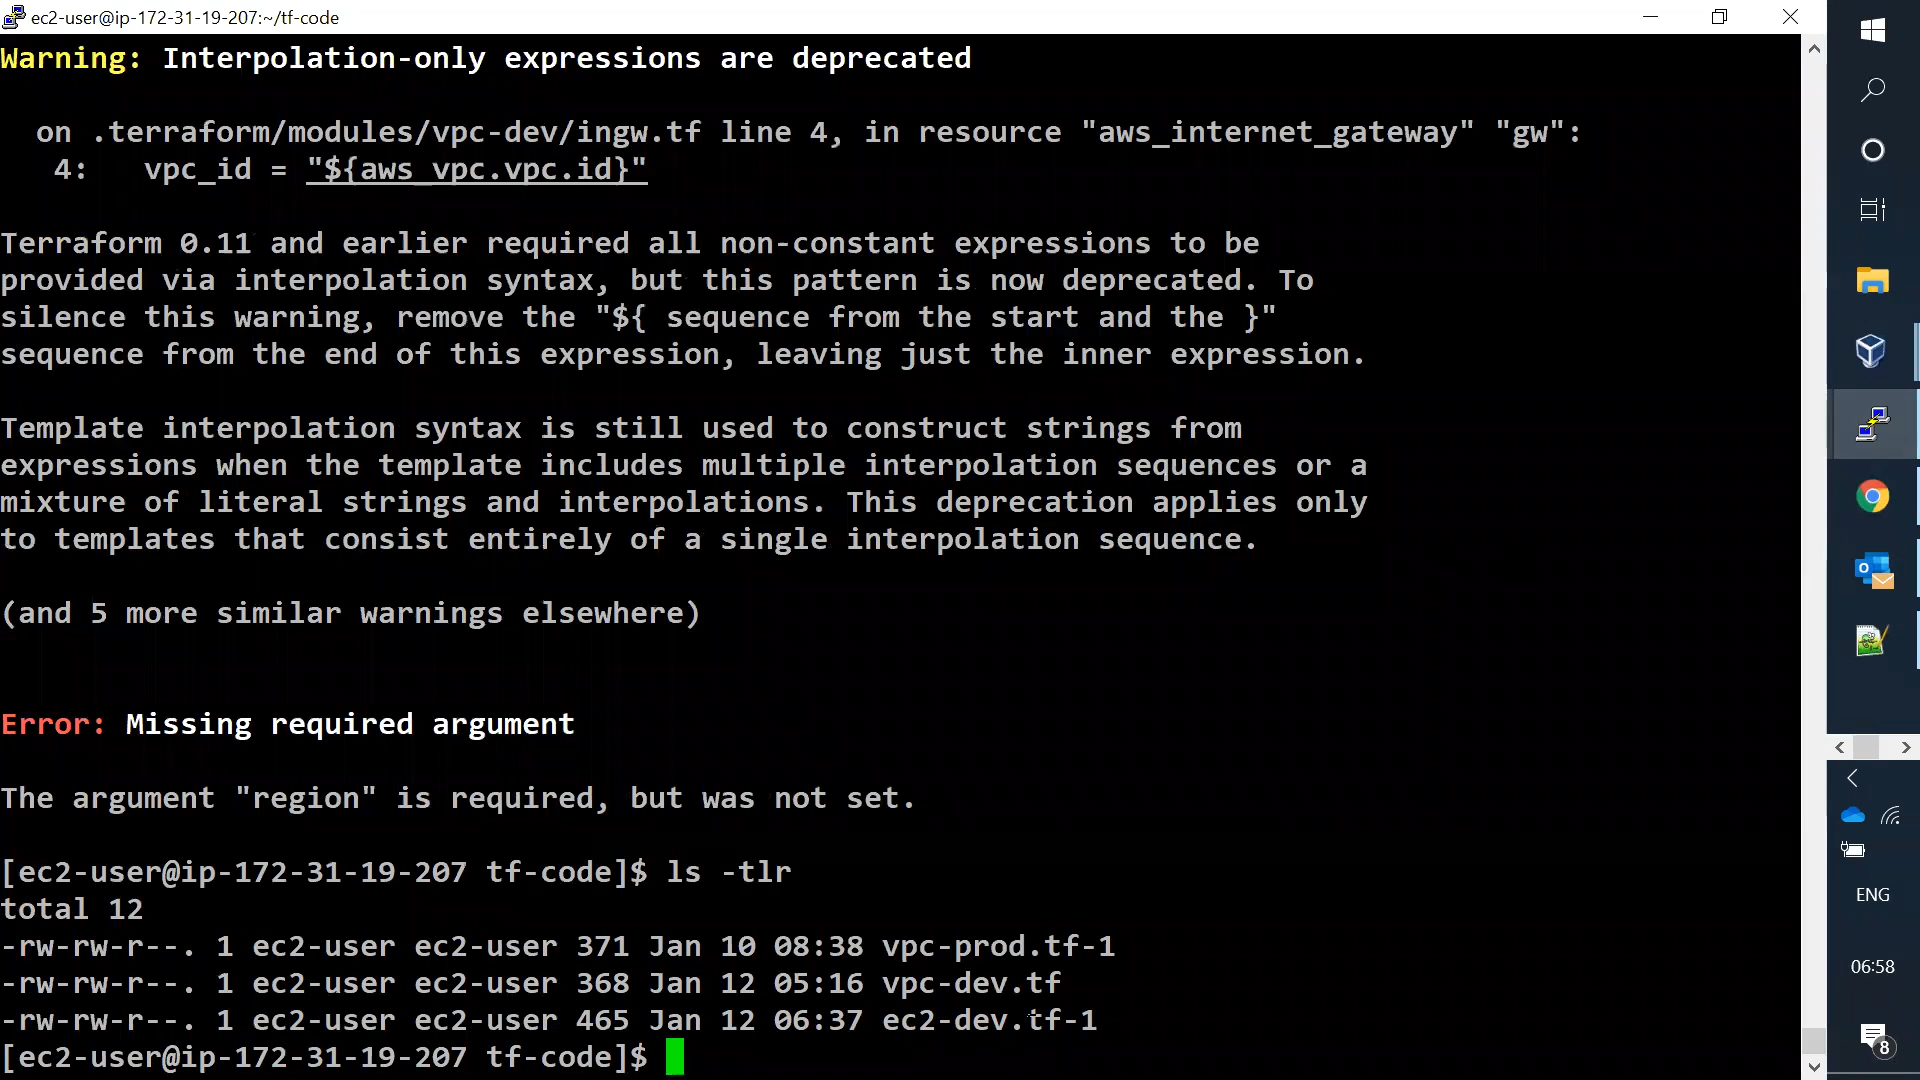 ec2-user@ip-172-31-19-207:~/tf-code
Warning: Interpolation-only expressions are deprecated
on .terraform/modules/vpc-dev/ingw.tf line 4, in resource "aws_internet_gateway" "gw":
4: vpc_id = "${aws_vpc.vpc.id}"
Terraform 0.11 and earlier required all non-constant expressions to be
provided via interpolation syntax, but this pattern is now deprecated. To
silence this warning, remove the "${ sequence from the start and the }"
sequence from the end of this expression, leaving just the inner expression.
Template interpolation syntax is still used to construct strings from
expressions when the template includes multiple interpolation sequences or a
mixture of literal strings and interpolations. This deprecation applies only
to templates that consist entirely of a single interpolation sequence.
(and 5 more similar warnings elsewhere)
Error: Missing required argument
The argument "region" is required, but was not set.
[ec2-user@ip-172-31-19-207 tf-code]$ ls -tlr
total 12
-rw-rw-r--. 1 ec2-user ec2-user 371 Jan 10 08:38 vpc-prod.tf-1
-rw-rw-r--. 1 ec2-user ec2-user 368 Jan 12 05:16 vpc-dev.tf
-rw-rw-r--. 1 ec2-user ec2-user 465 Jan 12 06:37 ec2-dev.tf-1
[ec2-user@ip-172-31-19-207 tf-code]$
ENG
06:58
8